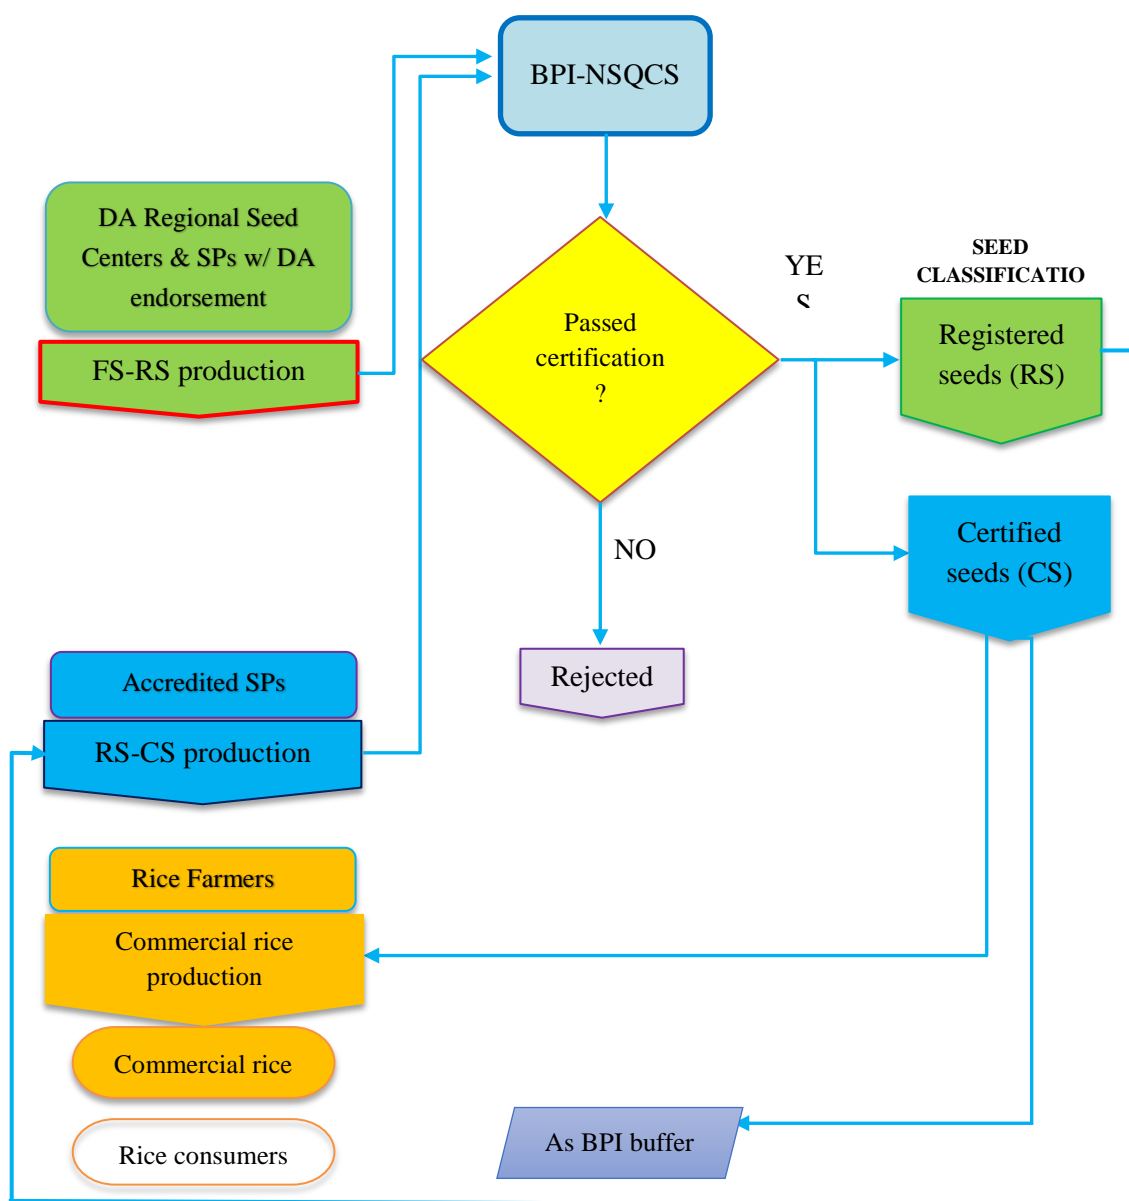 BPI-NSQCS
DA Regional Seed
Centers & SPs w/ DA
endorsement
FS-RS production
Passed
certification
?
YE
S
SEED
CLASSIFICATIO
Registered
seeds (RS)
Certified
seeds (CS)
NO
Rejected
Accredited SPs
RS-CS production
Rice Farmers
Commercial rice
production
Commercial rice
Rice consumers
As BPI buffer